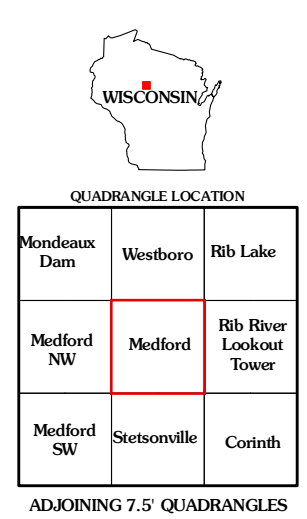 WISCONSIN
QUADRANGLE LOCATION
Mondeaux
Dam
Westboro
Rib Lake
Medford
NW
Medford
Rib River
Lookout
Tower
Medford
SW
Stetsonville
Corinth
ADJOINING 7.5' QUADRANGLES